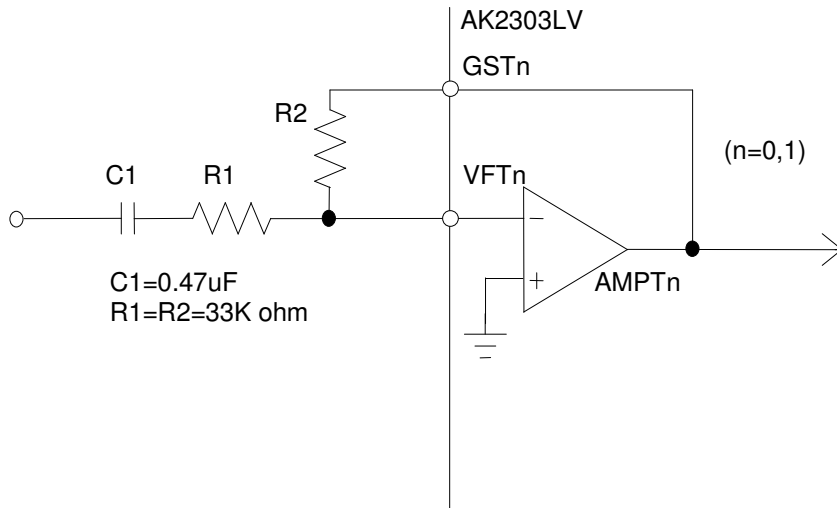 AK2303LV
GSTn
R2
(n=0,1)
C1
R1
VFTn
−
+
AMPTn
C1=0.47uF
R1=R2=33K ohm